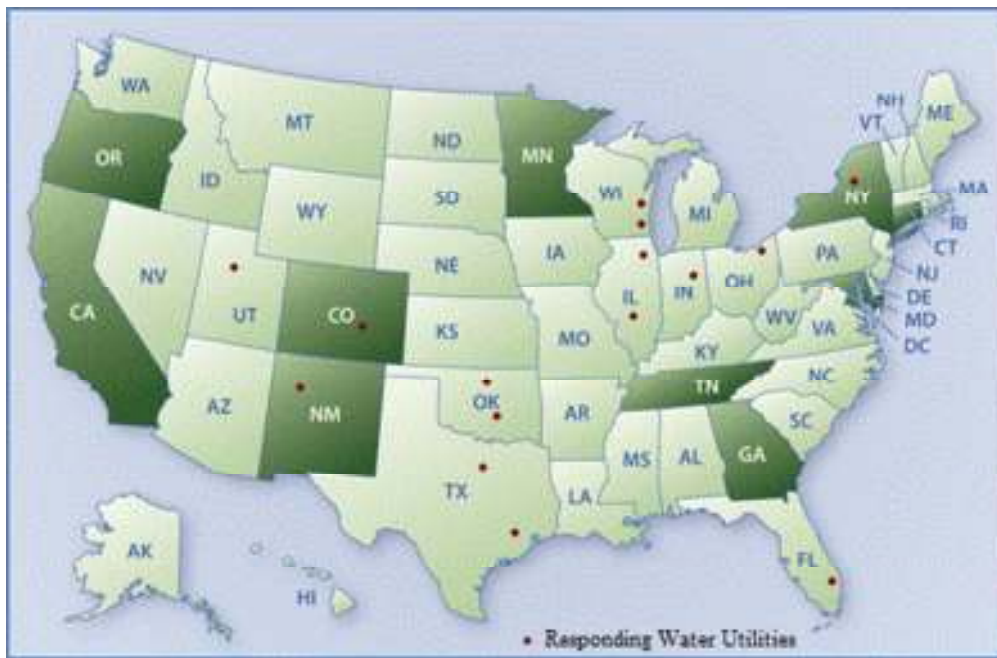 WA
MT
ND
MN
OR
ID
WY
SD
WI
MI
NH
VT
ME
NY
MA
RI
CT
NV
UT
CO
NE
IA
IL
IN
OH
PA
NJ
DE
MD
DC
CA
KS
MO
KY
WV
VA
AZ
NM
OK
AR
TN
NC
SC
TX
LA
MS
AL
GA
FL
AK
HI
• Responding Water Utilities